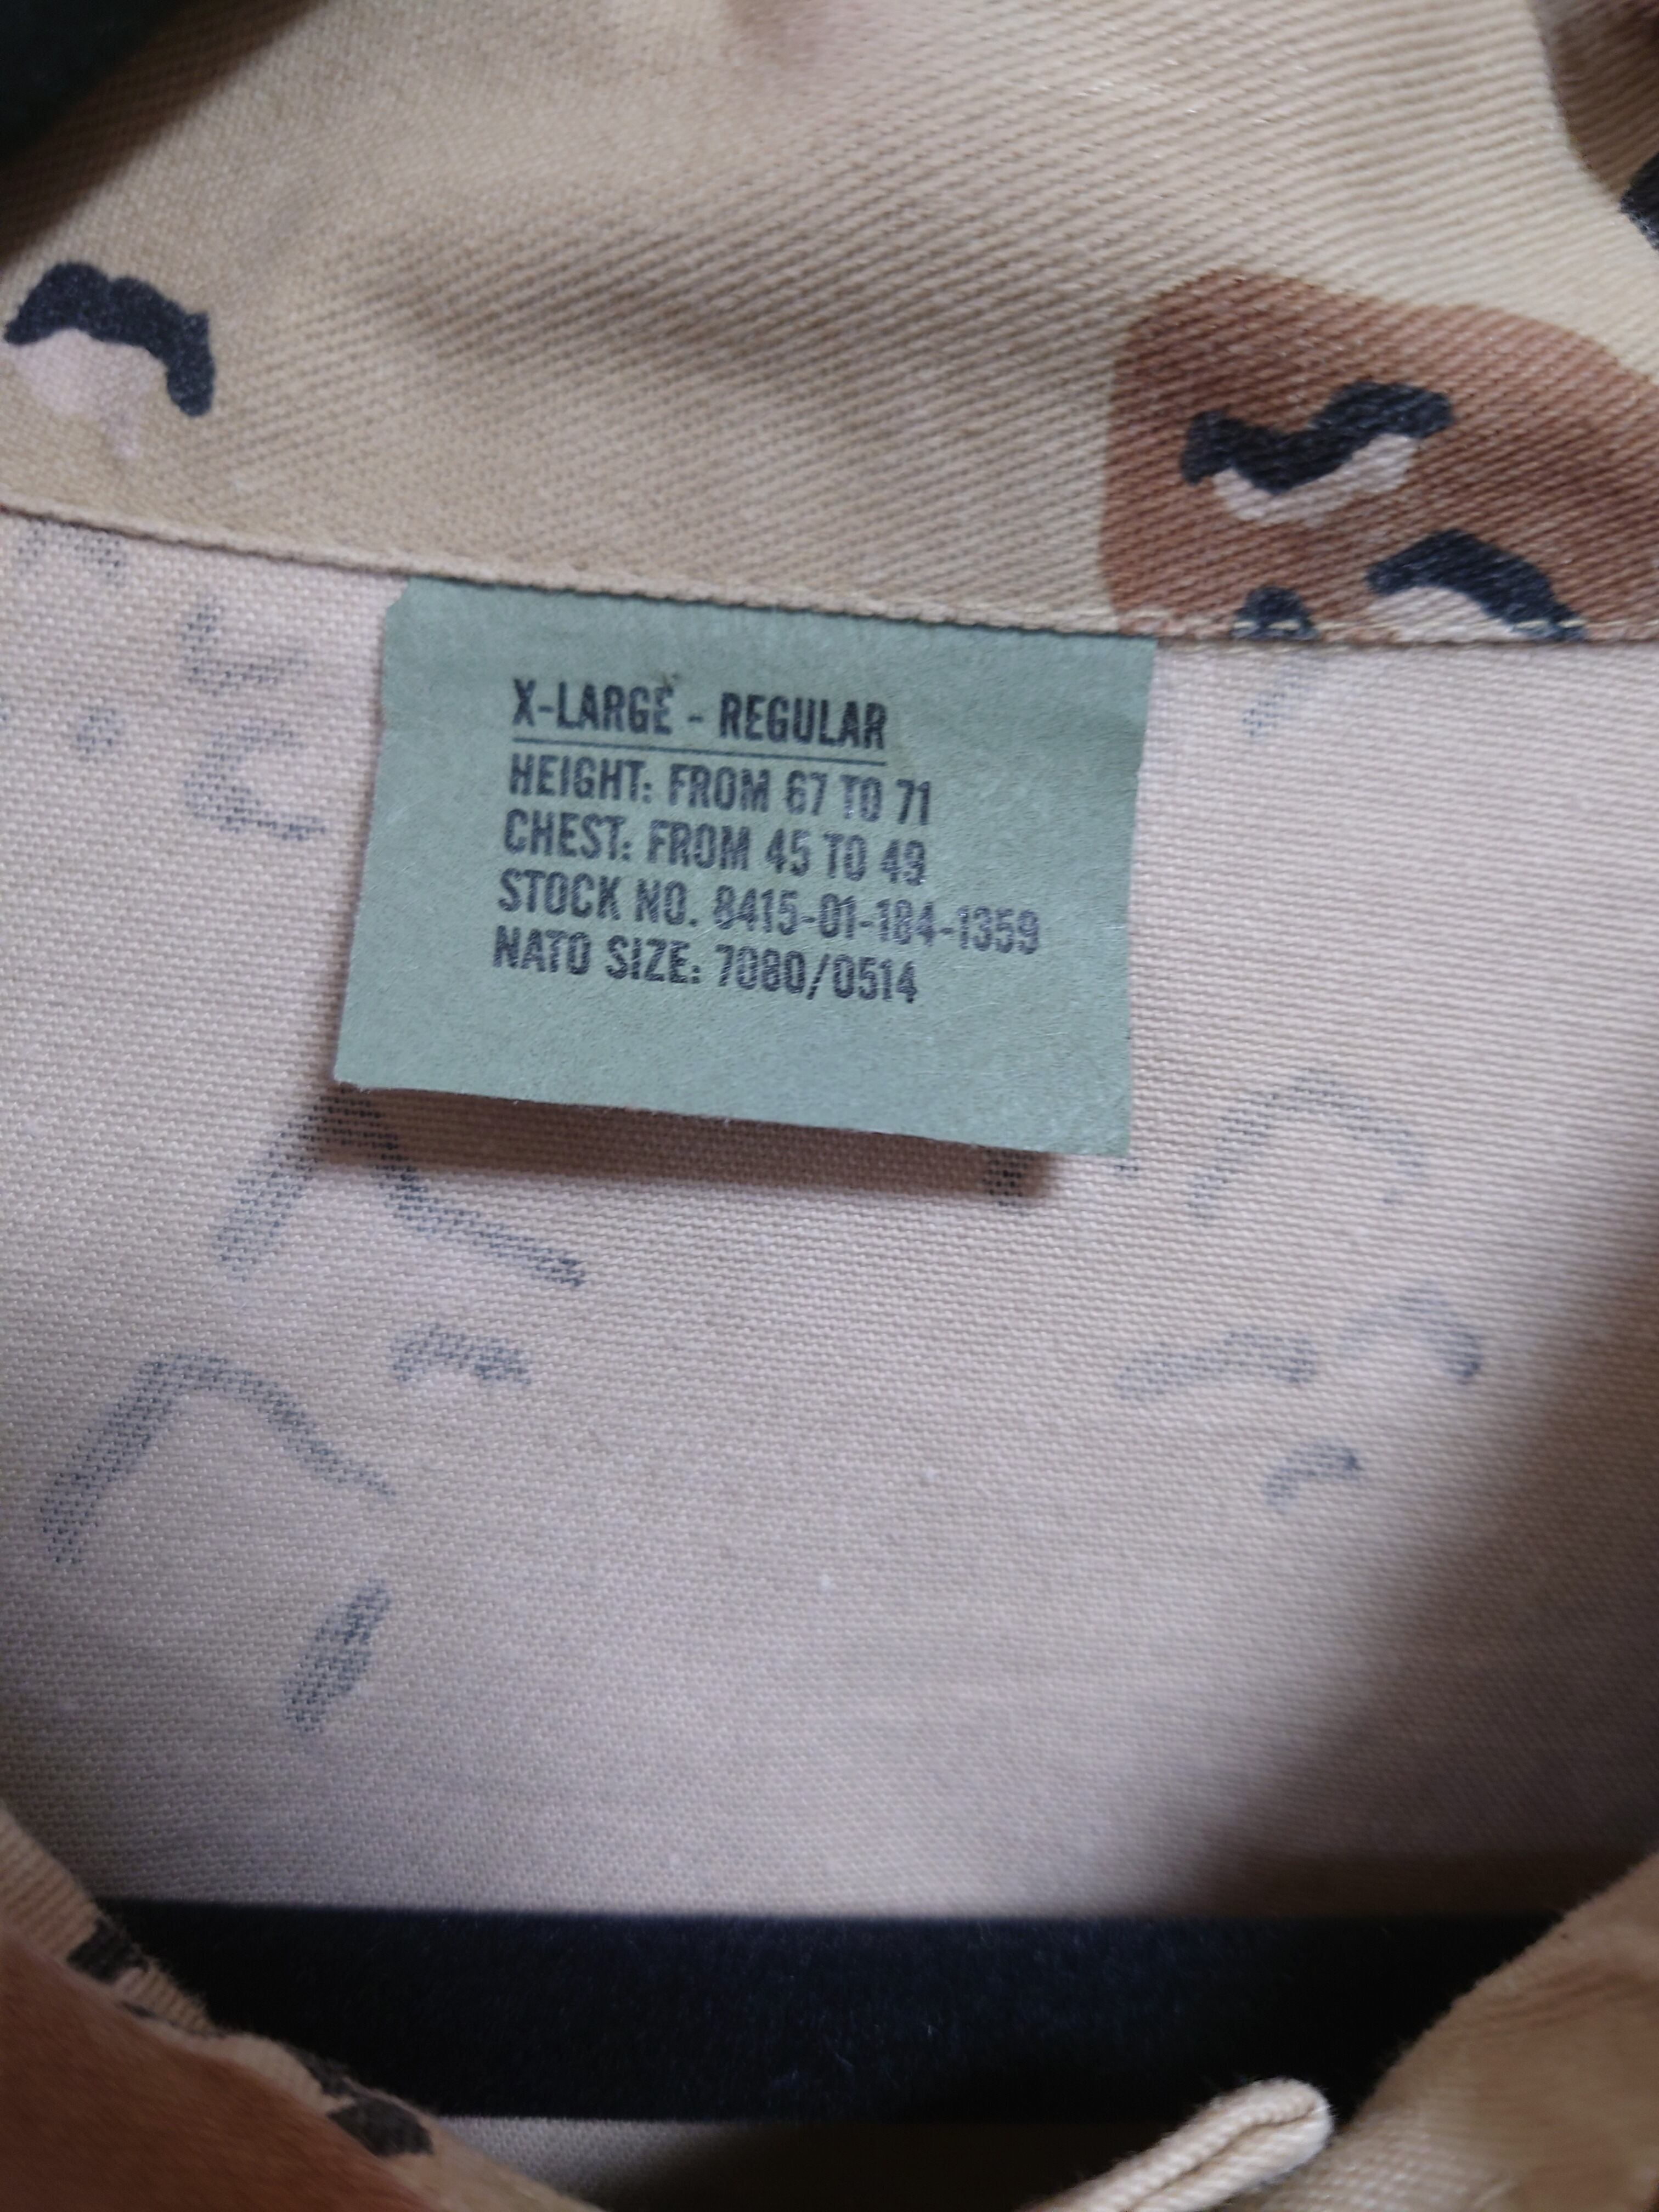 X-LARGE - REGULAR
HEIGHT: FROM 67 TO 71
CHEST: FROM 45 TO 49
STOCK NO. 8415-01-184-1359
NATO SIZE: 7080/0514